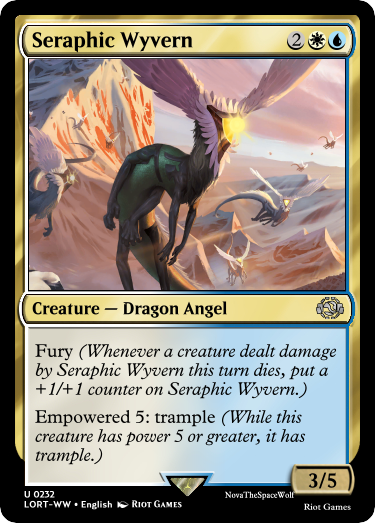 Seraphic Wyvern 2
Creature — Dragon Angel
Fury (Whenever a creature dealt damage
by Seraphic Wyvern this turn dies, put a
+1/+1 counter on Seraphic Wyvern.)
Empowered 5: trample (While this
creature has power 5 or greater, it has
trample.)
3/5
U 0232
LORT-WW • English RIOT GAMES
NovaTheSpaceWolf
Riot Games